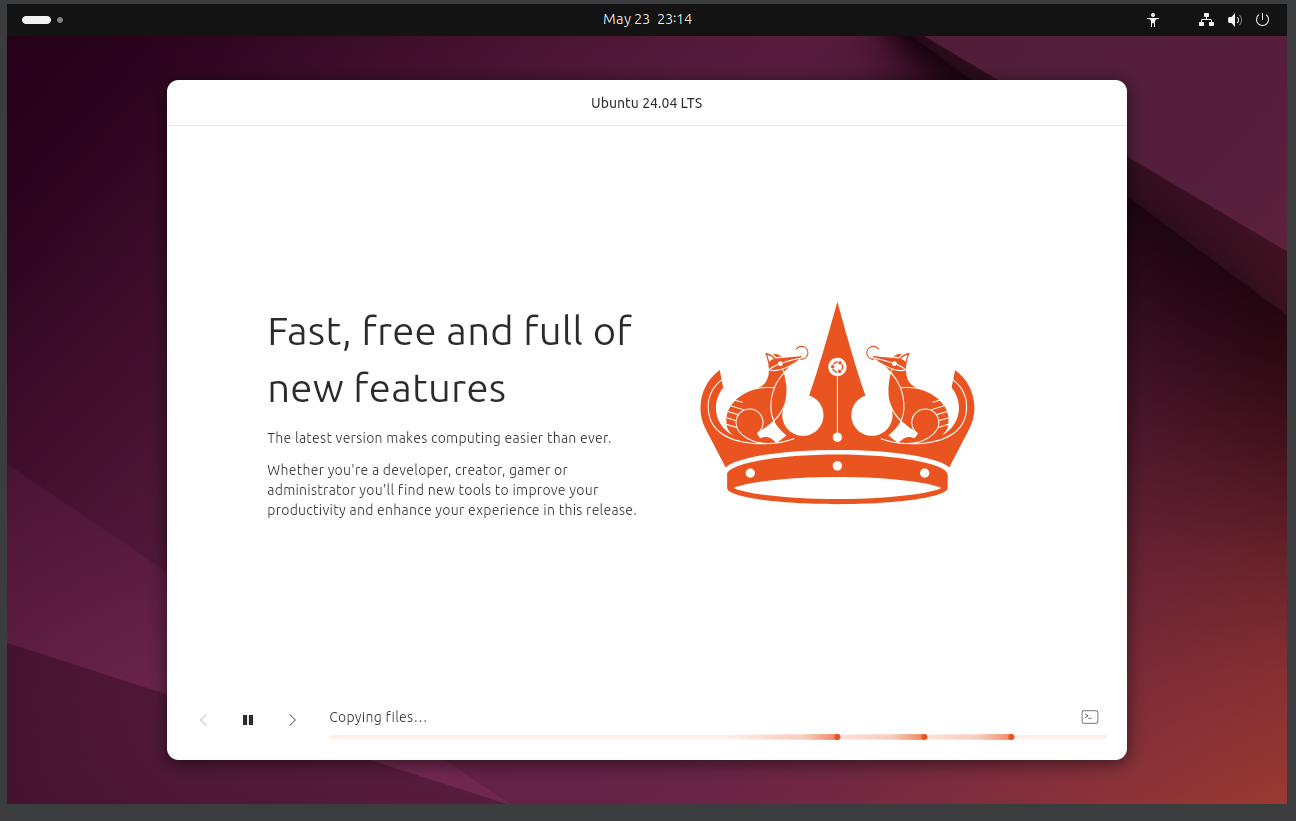 May 23 23:14
Ubuntu 24.04 LTS
Fast, free and full of
new features
The latest version makes computing easier than ever.
Whether you're a developer, creator, gamer or
administrator you'll find new tools to improve your
productivity and enhance your experience in this release.
Copying files...